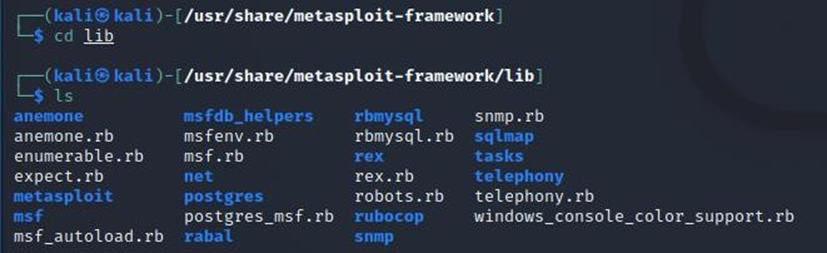 ┌──(kali㉿kali)-[/usr/share/metasploit-framework]
└─$ cd lib
┌──(kali㉿kali)-[/usr/share/metasploit-framework/lib]
└─$ ls
anemone msfdb_helpers rbmysql snmp.rb
anemone.rb msfenv.rb rbmysql.rb sqlmap
enumerable.rb msf.rb rex tasks
expect.rb net rex.rb telephony
metasploit postgres robots.rb telephony.rb
msf postgres_msf.rb rubocop windows_console_color_support.rb
msf_autoload.rb rabal snmp